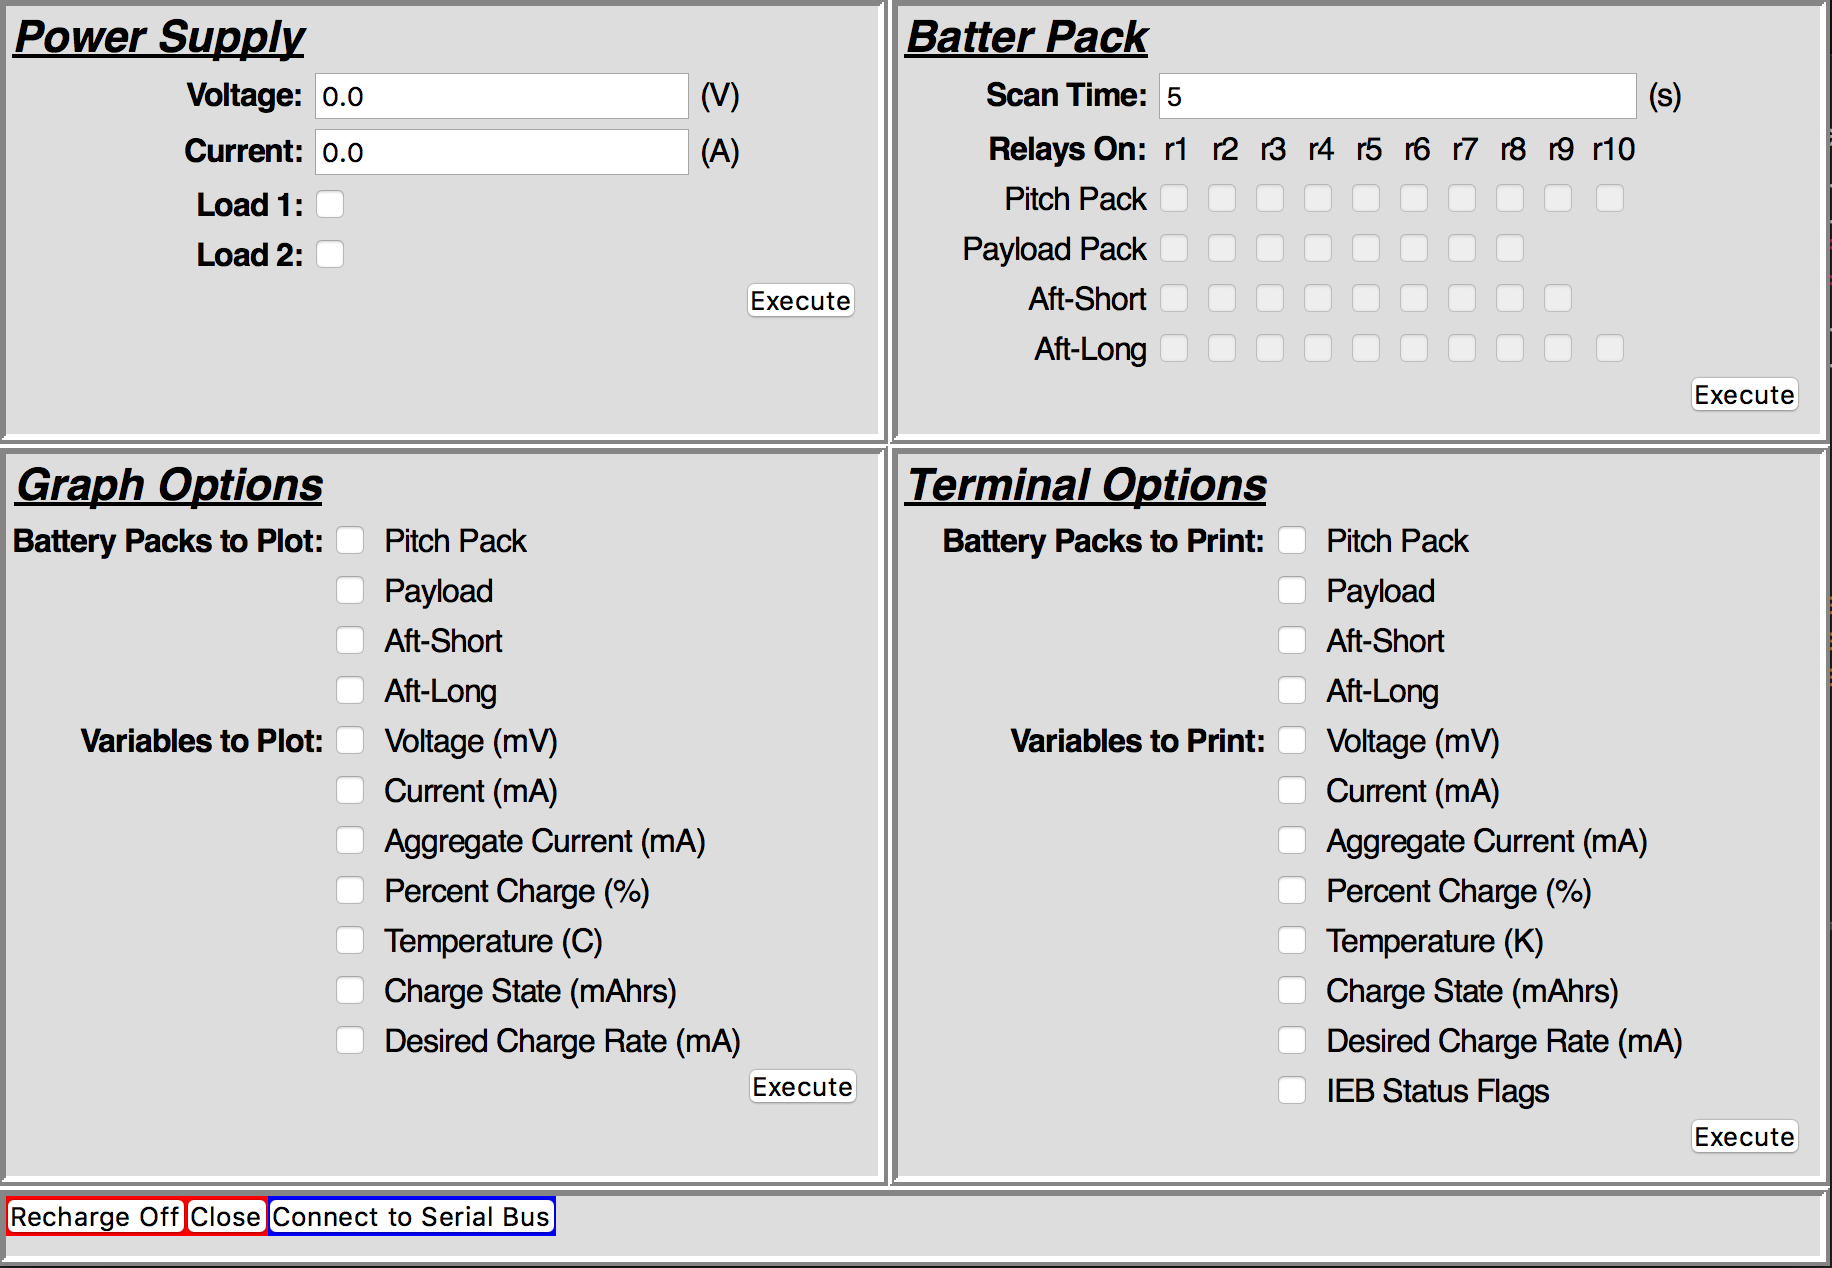 Power Supply
Voltage: 0.0 (V)
Current: 0.0 (A)
Load 1:
Load 2:
Execute
Batter Pack
Scan Time: 5 (s)
Relays On: r1 r2 r3 r4 r5 r6 r7 r8 r9 r10
Pitch Pack
Payload Pack
Aft-Short
Aft-Long
Execute
Graph Options
Battery Packs to Plot: Pitch Pack
Payload
Aft-Short
Aft-Long
Variables to Plot: Voltage (mV)
Current (mA)
Aggregate Current (mA)
Percent Charge (%)
Temperature (C)
Charge State (mAhrs)
Desired Charge Rate (mA)
Execute
Terminal Options
Battery Packs to Print: Pitch Pack
Payload
Aft-Short
Aft-Long
Variables to Print: Voltage (mV)
Current (mA)
Aggregate Current (mA)
Percent Charge (%)
Temperature (K)
Charge State (mAhrs)
Desired Charge Rate (mA)
IEB Status Flags
Execute
Recharge Off Close Connect to Serial Bus